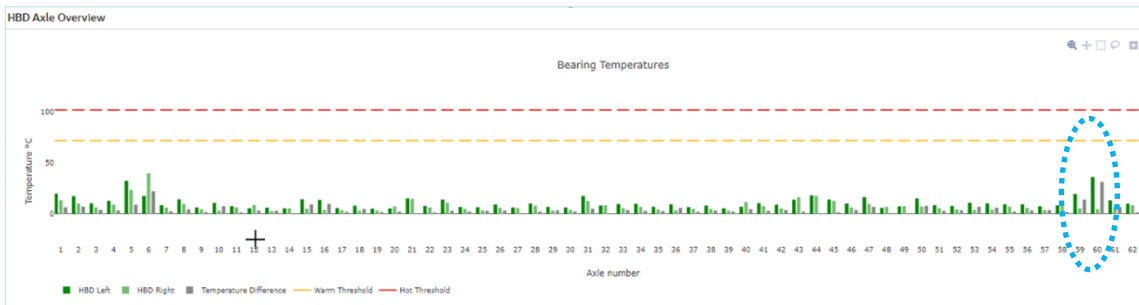 HBD Axle Overview
Bearing Temperatures
100
50
0
Temperature °C
1 2 3 4 5 6 7 8 9 10 11 12 13 14 15 16 17 18 19 20 21 22 23 24 25 26 27 28 29 30 31 32 33 34 35 36 37 38 39 40 41 42 43 44 45 46 47 48 49 50 51 52 53 54 55 56 57 58 59 60 61 62
Axle number
HBD Left HBD Right Temperature Difference Warm Threshold Hot Threshold